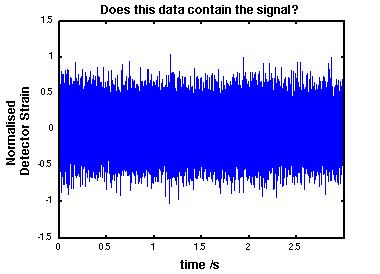 Does this data contain the signal?
1.5
1
0.5
0
-0.5
-1
-1.5
Normalised
Detector Strain
0 0.5 1 1.5 2 2.5
time /s